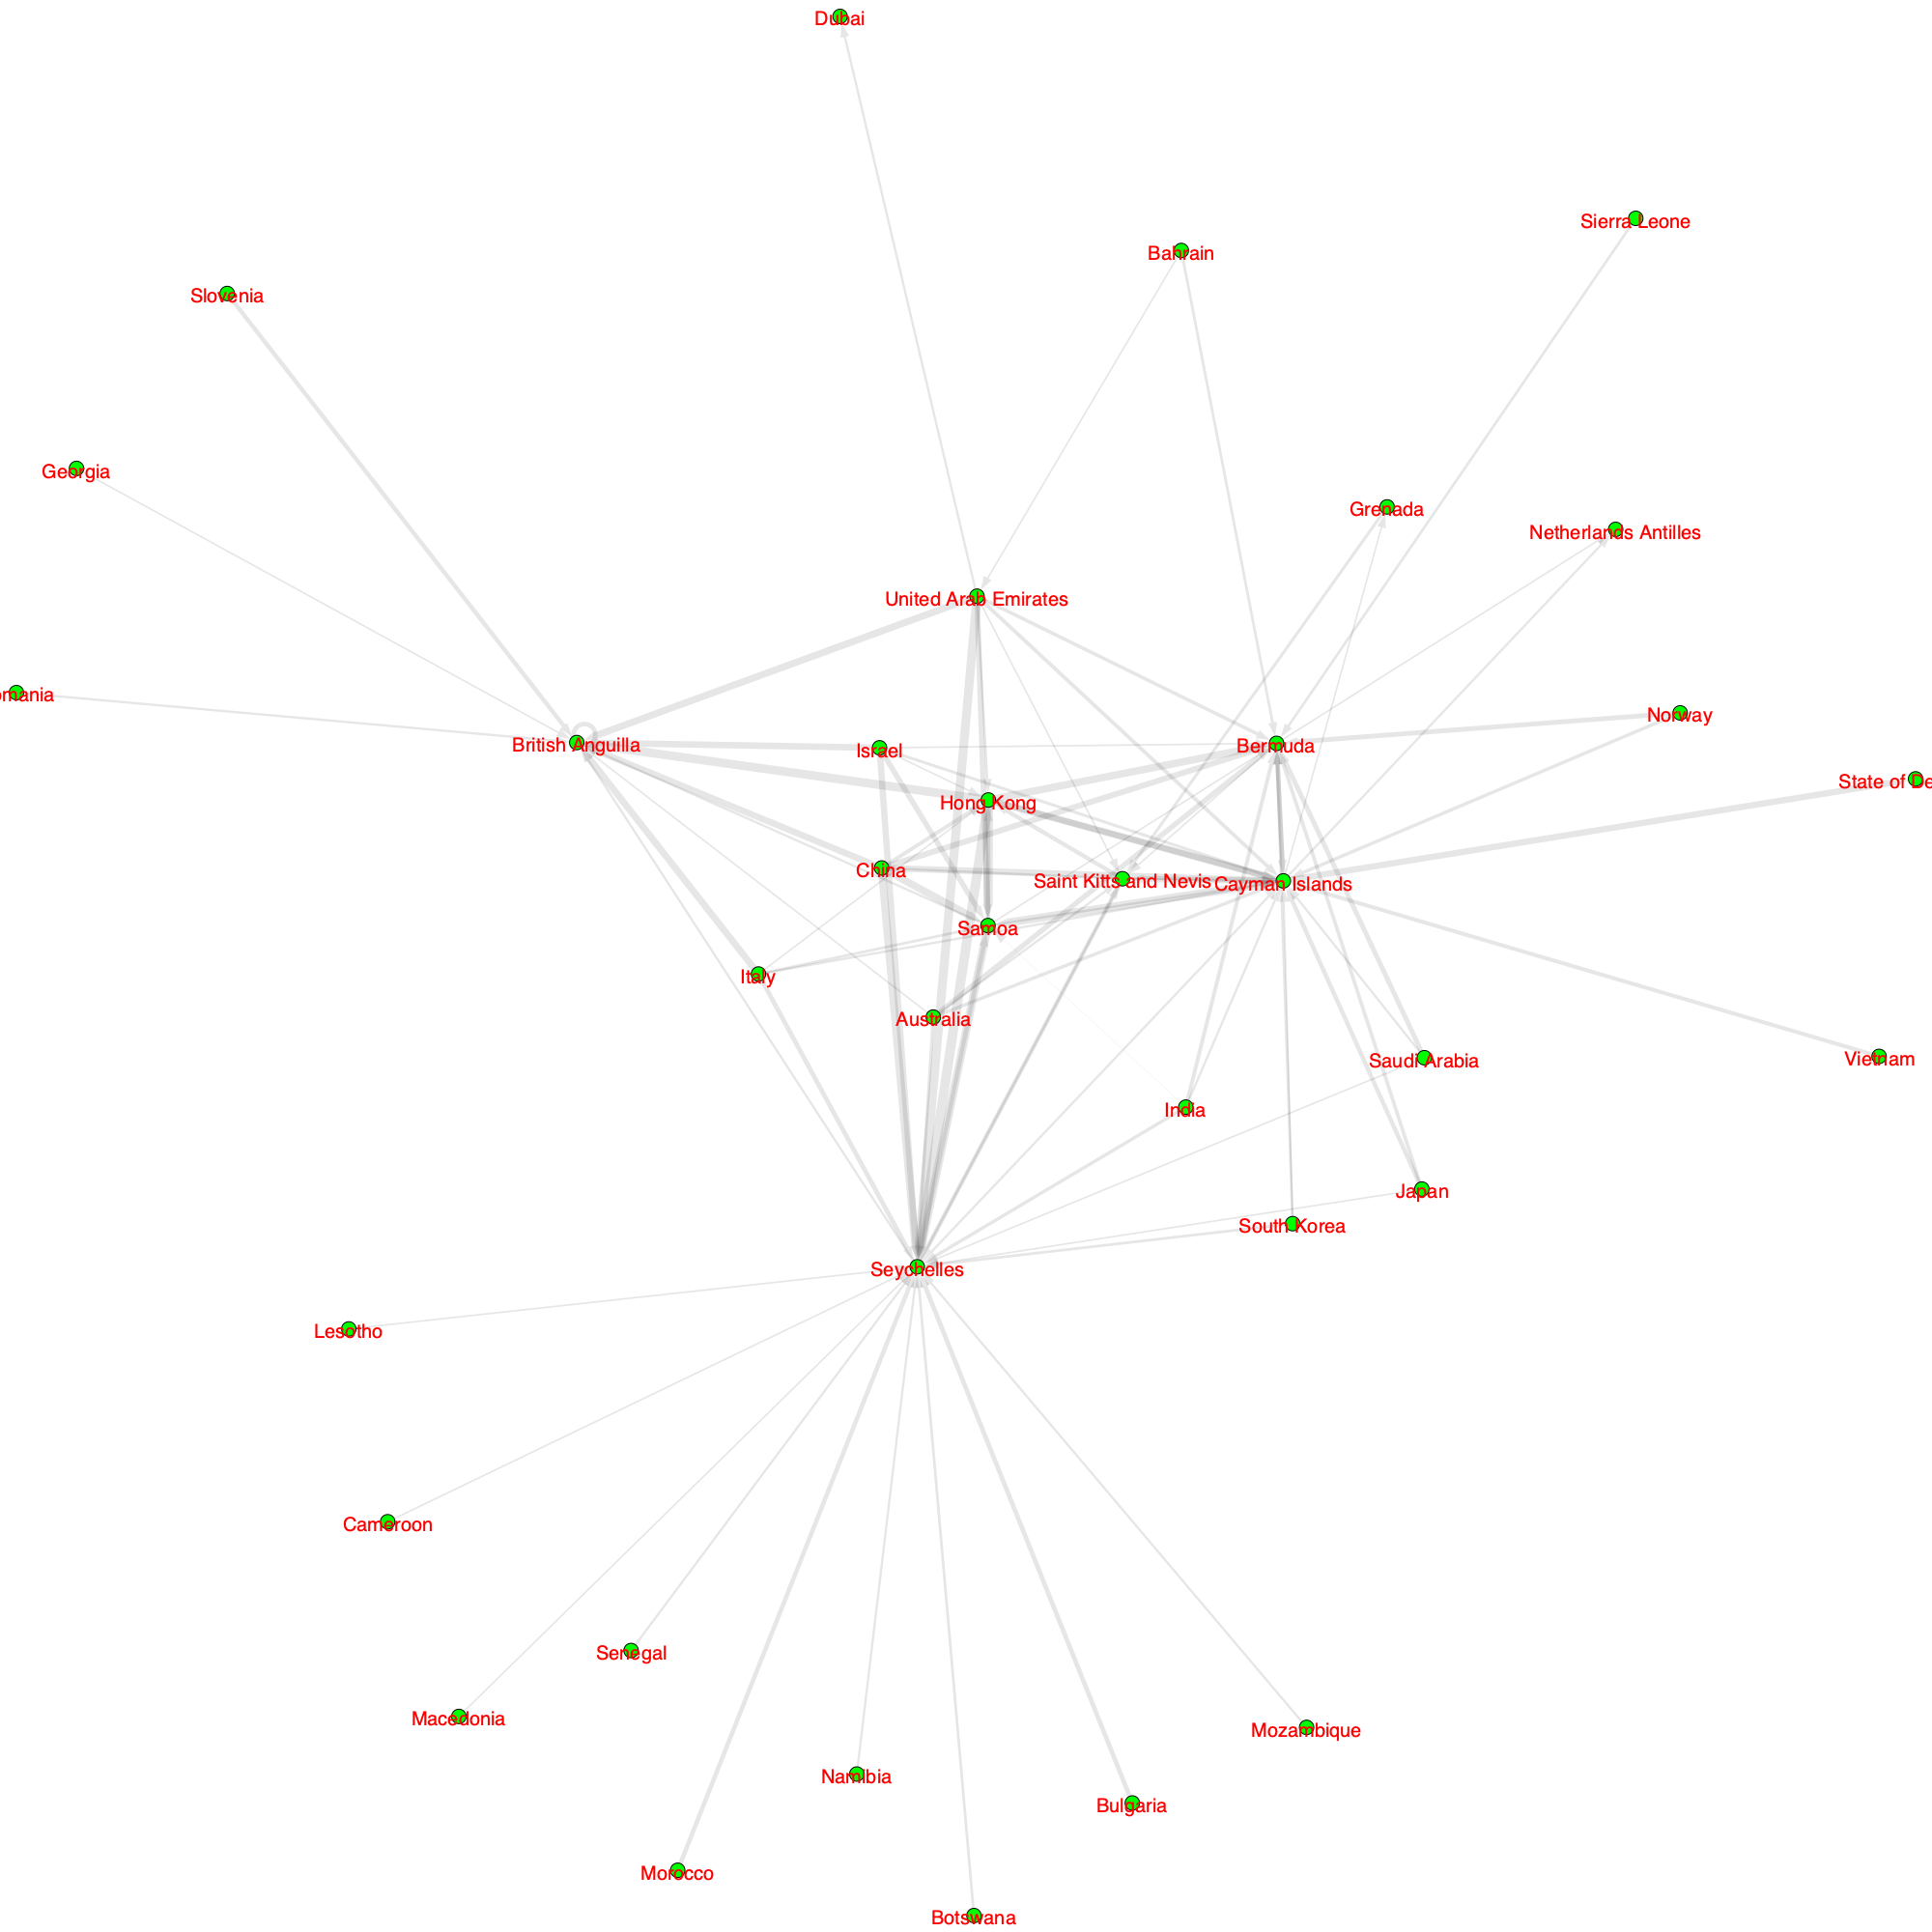 Dubai
Sierra Leone
Bahrain
Slovenia
Georgia
Grenada
Netherlands Antilles
United Arab Emirates
omania
Norway
British Anguilla
Bermuda
Israel
State of De
Hong Kong
China
Saint Kitts and Nevis
Cayman Islands
Samoa
Italy
Australia
Saudi Arabia
Vietnam
India
Japan
South Korea
Seychelles
Lesotho
Cameroon
Senegal
Macedonia
Mozambique
Namibia
Bulgaria
Morocco
Botswana